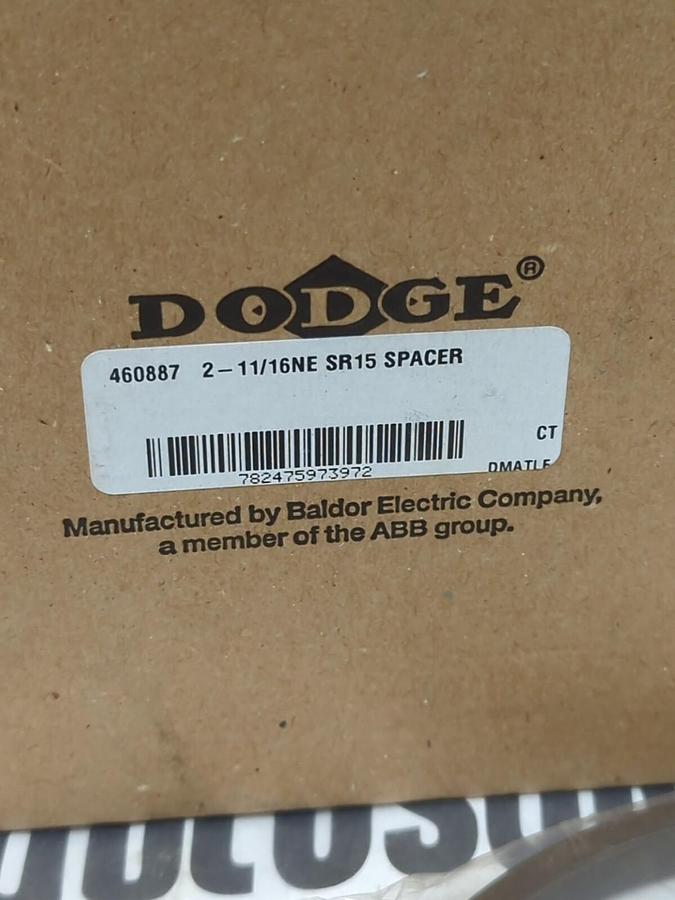 DODGE®
460887 2-11/16NE SR15 SPACER
782475973972
CT
DMATLE
Manufactured by Baldor Electric Company,
a member of the ABB group.